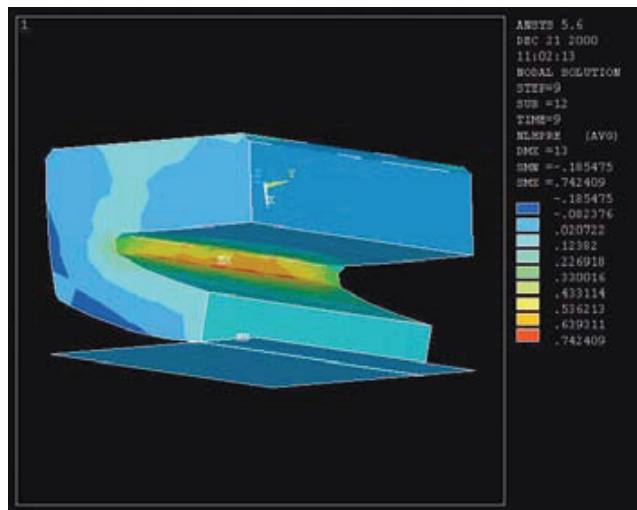 1
ANSYS 5.6
DEC 21 2000
11:02:13
NODAL SOLUTION
STEP=9
SUB =12
TIME=9
NLHPRE (AVG)
DMX =13
SMN =-.185475
SMX =.742409
-.185475
-.082376
.020722
.12382
.226918
.330016
.433114
.536213
.639311
.742409
Z
Y
X
MX